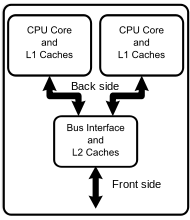 CPU Core
and
L1 Caches
CPU Core
and
L1 Caches
Back side
Bus Interface
and
L2 Caches
Front side